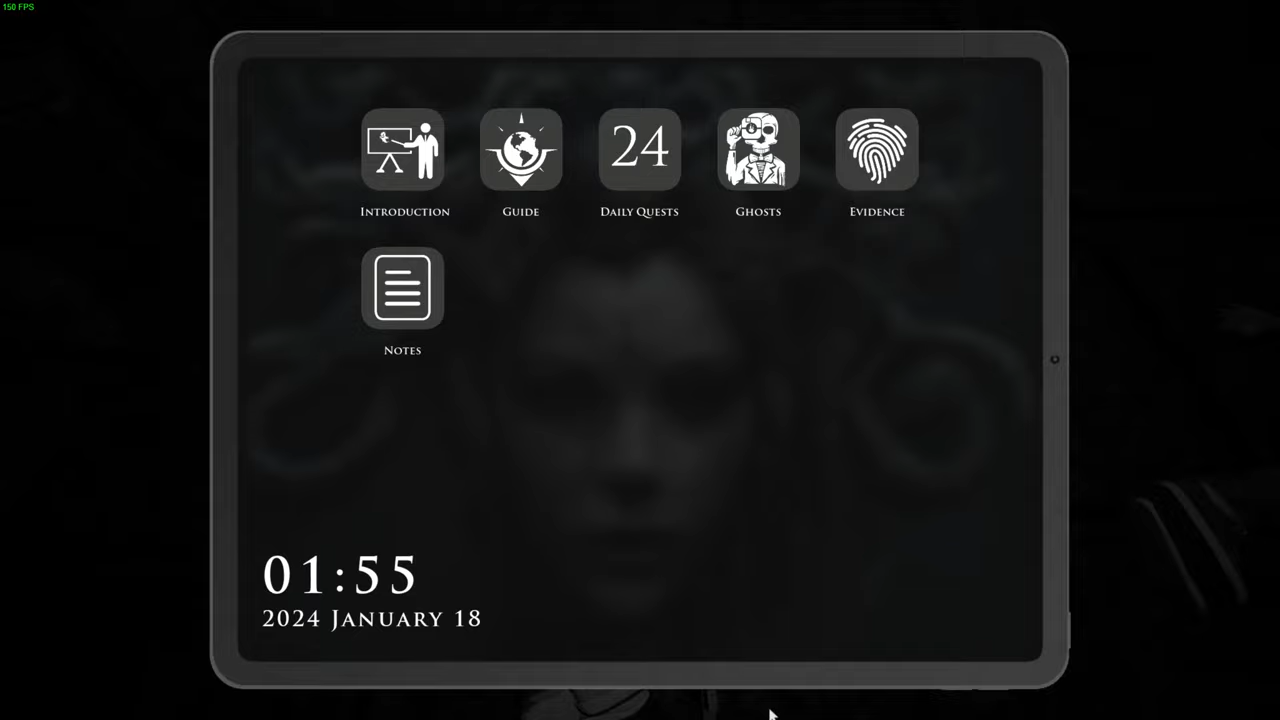 150 FPS
24
Introduction
Guide
Daily Quests
Ghosts
Evidence
Notes
01:55
2024 January 18